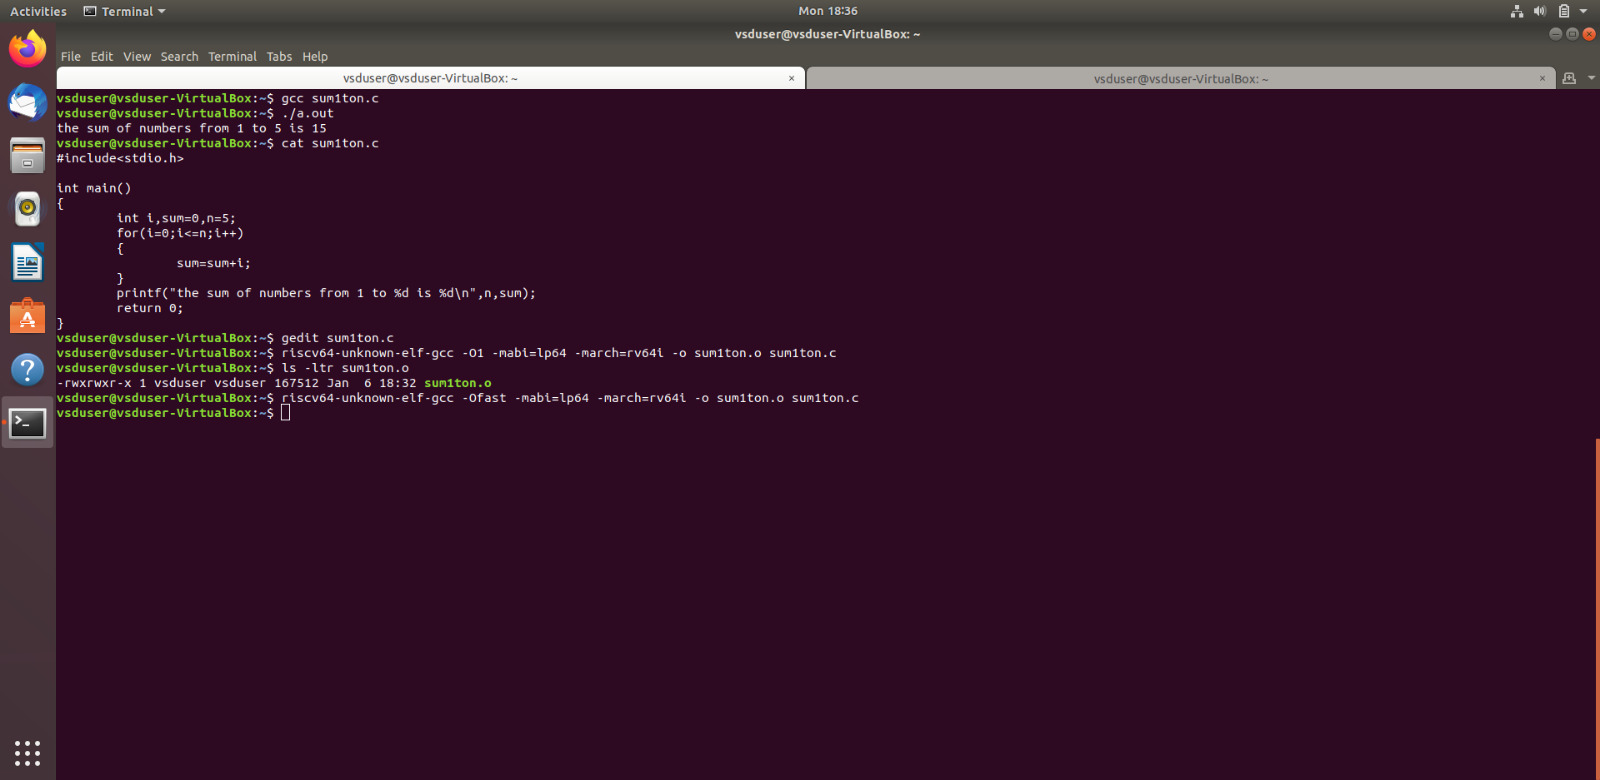 Activities Terminal Mon 18:36
vsduser@vsduser-VirtualBox: ~
File Edit View Search Terminal Tabs Help
vsduser@vsduser-VirtualBox: ~ × vsduser@vsduser-VirtualBox: ~ ×
vsduser@vsduser-VirtualBox:~$ gcc sum1ton.c
vsduser@vsduser-VirtualBox:~$ ./a.out
the sum of numbers from 1 to 5 is 15
vsduser@vsduser-VirtualBox:~$ cat sum1ton.c
#include<stdio.h>

int main()
{
        int i,sum=0,n=5;
        for(i=0;i<=n;i++)
        {
                sum=sum+i;
        }
        printf("the sum of numbers from 1 to %d is %d\n",n,sum);
        return 0;
}
vsduser@vsduser-VirtualBox:~$ gedit sum1ton.c
vsduser@vsduser-VirtualBox:~$ riscv64-unknown-elf-gcc -O1 -mabi=lp64 -march=rv64i -o sum1ton.o sum1ton.c
vsduser@vsduser-VirtualBox:~$ ls -ltr sum1ton.o
-rwxrwxr-x 1 vsduser vsduser 167512 Jan  6 18:32 sum1ton.o
vsduser@vsduser-VirtualBox:~$ riscv64-unknown-elf-gcc -Ofast -mabi=lp64 -march=rv64i -o sum1ton.o sum1ton.c
vsduser@vsduser-VirtualBox:~$